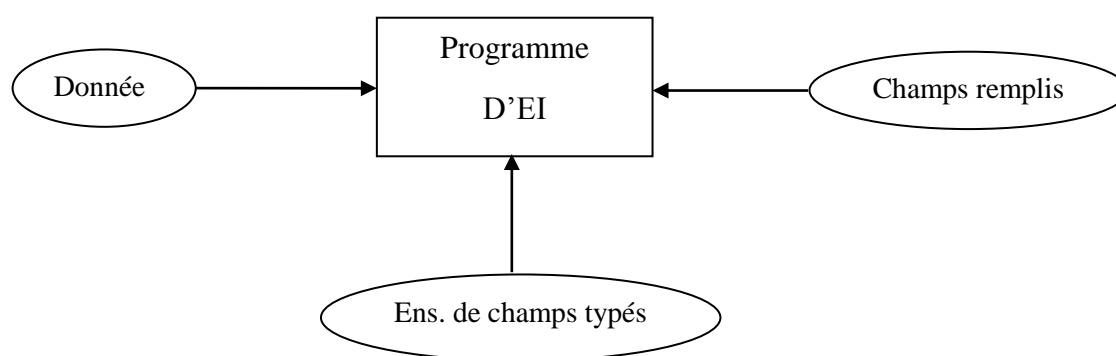 Programme
D’EI
Donnée
Champs remplis
Ens. de champs typés